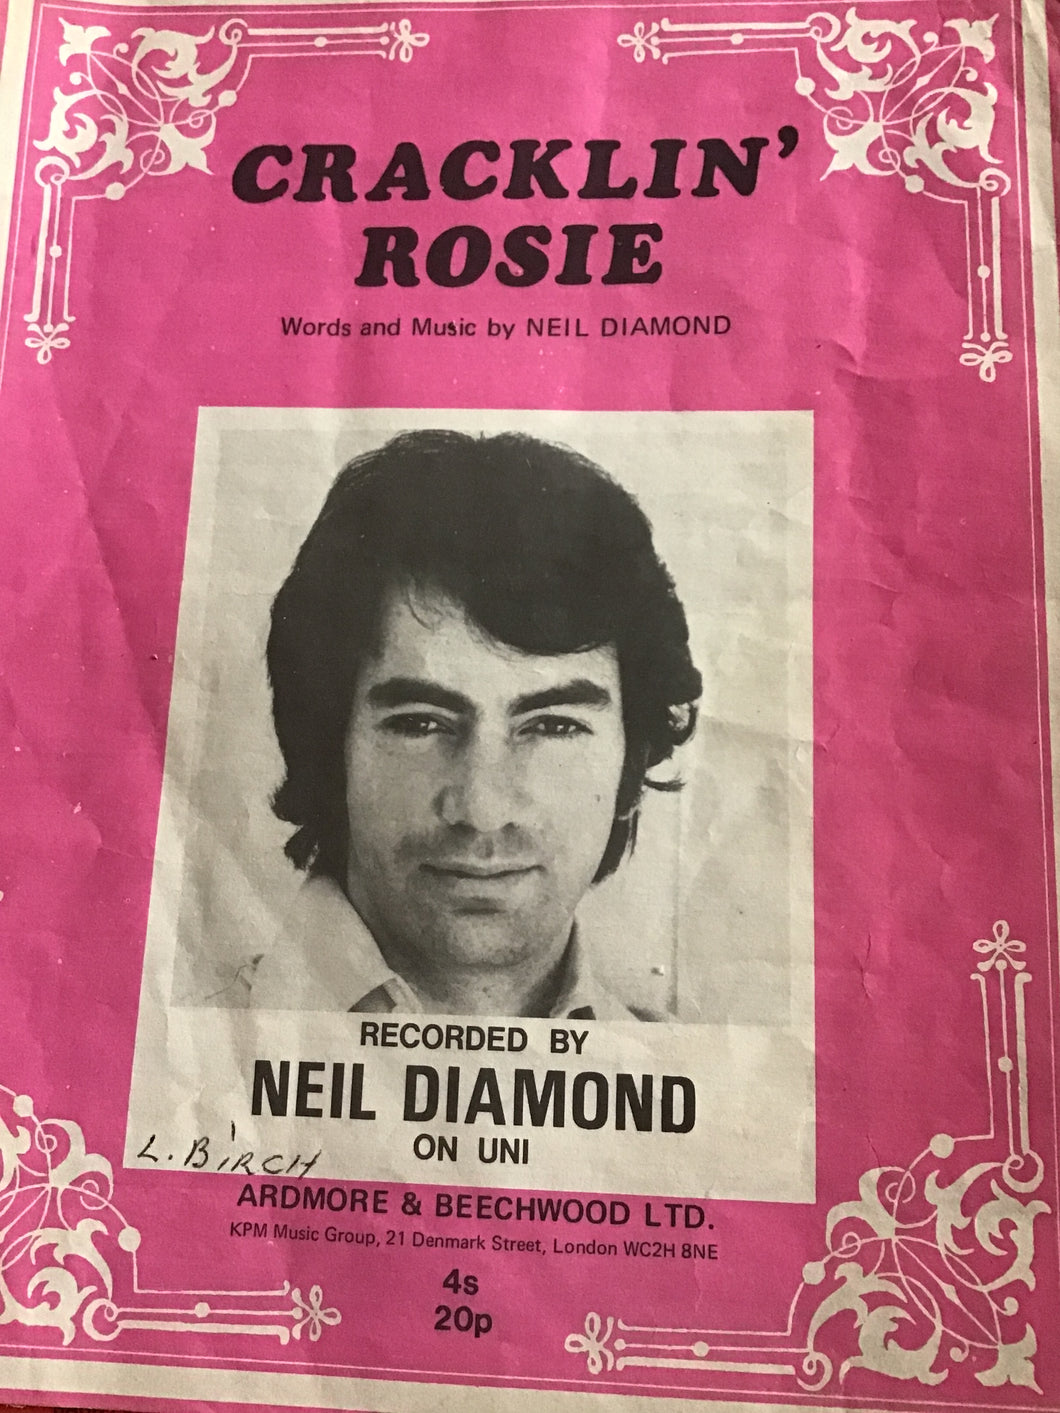 CRACKLIN'
ROSIE
Words and Music by NEIL DIAMOND
RECORDED BY
NEIL DIAMOND
ON UNI
L. BIRCH
ARDMORE & BEECHWOOD LTD.
KPM Music Group, 21 Denmark Street, London WC2H 8NE
4s
20p